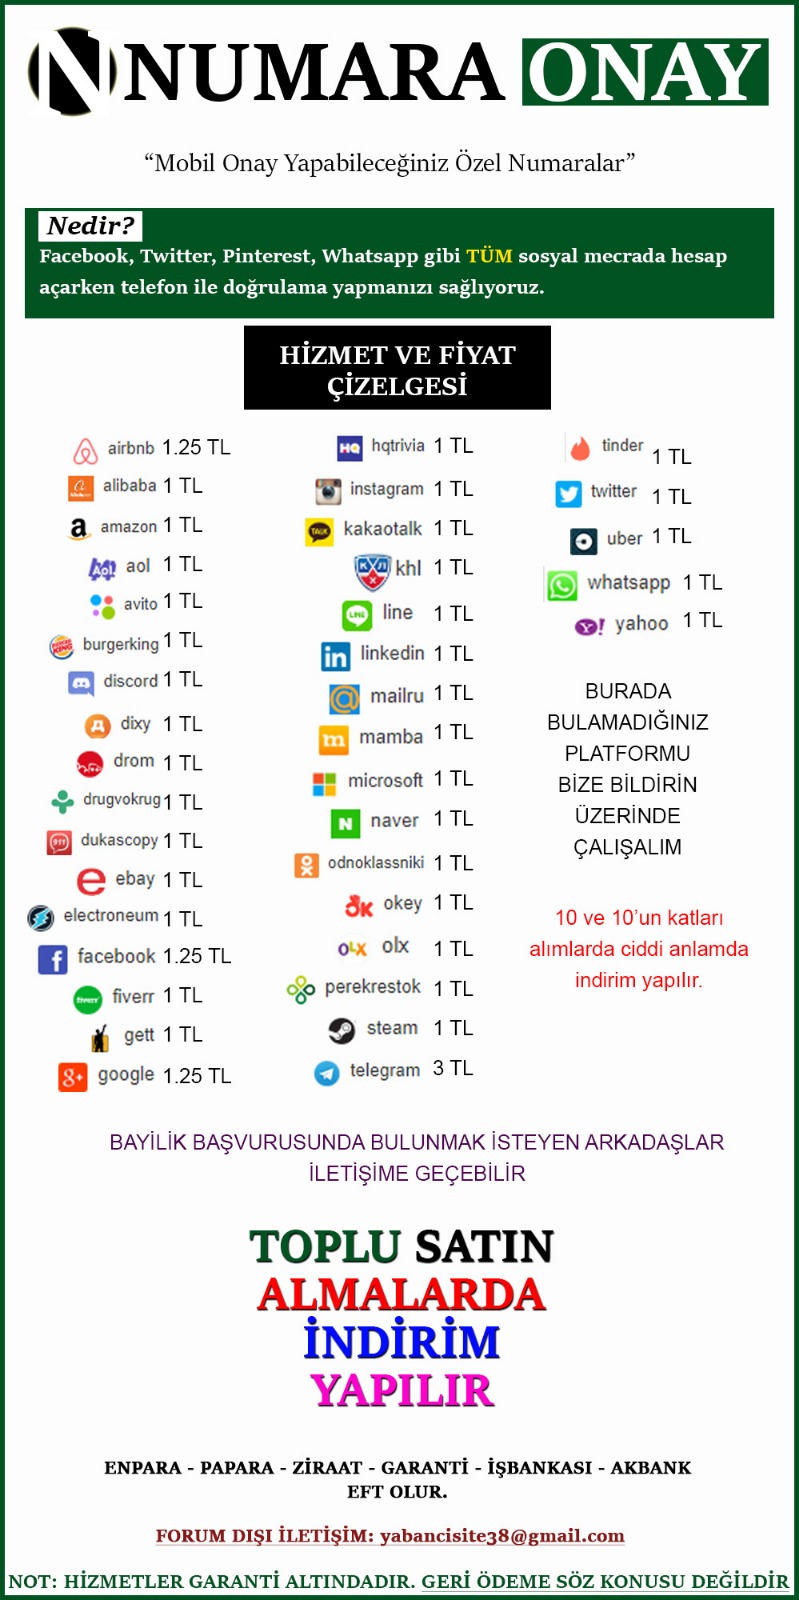 N NUMARA ONAY
“Mobil Onay Yapabileceğiniz Özel Numaralar”
Nedir?
Facebook, Twitter, Pinterest, Whatsapp gibi TÜM sosyal mecrada hesap
açarken telefon ile doğrulama yapmanızı sağlıyoruz.
HİZMET VE FİYAT
ÇİZELGESİ
airbnb 1.25 TL
alibaba 1 TL
amazon 1 TL
Aol. aol 1 TL
avito 1 TL
BURGER KING burgerking 1 TL
discord 1 TL
dixy 1 TL
drom 1 TL
drugvokrug 1 TL
911 dukascopy 1 TL
ebay 1 TL
electroneum 1 TL
facebook 1.25 TL
fiverr fiverr 1 TL
gett 1 TL
g+ google 1.25 TL
HQ hqtrivia 1 TL
instagram 1 TL
TALK kakaotalk 1 TL
КХЛ khl 1 TL
LINE line 1 TL
in linkedin 1 TL
@ mailru 1 TL
m mamba 1 TL
microsoft 1 TL
N naver 1 TL
odnoklassniki 1 TL
okey 1 TL
OLX olx 1 TL
perekrestok 1 TL
steam 1 TL
telegram 3 TL
tinder 1 TL
twitter 1 TL
uber 1 TL
whatsapp 1 TL
Y! yahoo 1 TL
BURADA
BULAMADIĞINIZ
PLATFORMU
BİZE BİLDİRİN
ÜZERİNDE
ÇALIŞALIM
10 ve 10’un katları
alımlarda ciddi anlamda
indirim yapılır.
BAYİLİK BAŞVURUSUNDA BULUNMAK İSTEYEN ARKADAŞLAR
İLETİŞİME GEÇEBİLİR
TOPLU SATIN
ALMALARDA
İNDİRİM
YAPILIR
ENPARA - PAPARA - ZİRAAT - GARANTİ - İŞBANKASI - AKBANK
EFT OLUR.
FORUM DIŞI İLETİŞİM: yabancisite38@gmail.com
NOT: HİZMETLER GARANTİ ALTINDADIR. GERİ ÖDEME SÖZ KONUSU DEĞİLDİR